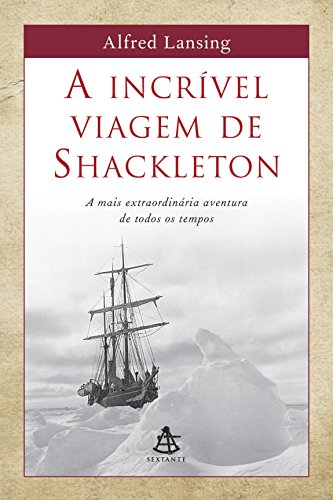 Alfred Lansing
A INCRÍVEL
VIAGEM DE
SHACKLETON
A mais extraordinária aventura
de todos os tempos
SEXTANTE